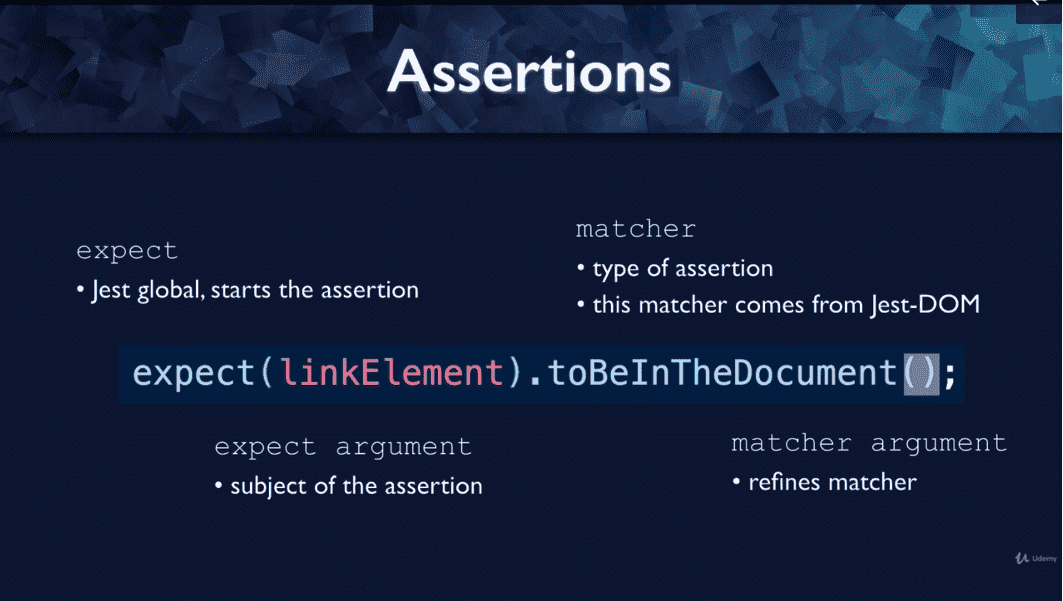 Assertions
expect
• Jest global, starts the assertion
matcher
• type of assertion
• this matcher comes from Jest-DOM
expect(linkElement).toBeInTheDocument();
expect argument
• subject of the assertion
matcher argument
• refines matcher
Udemy